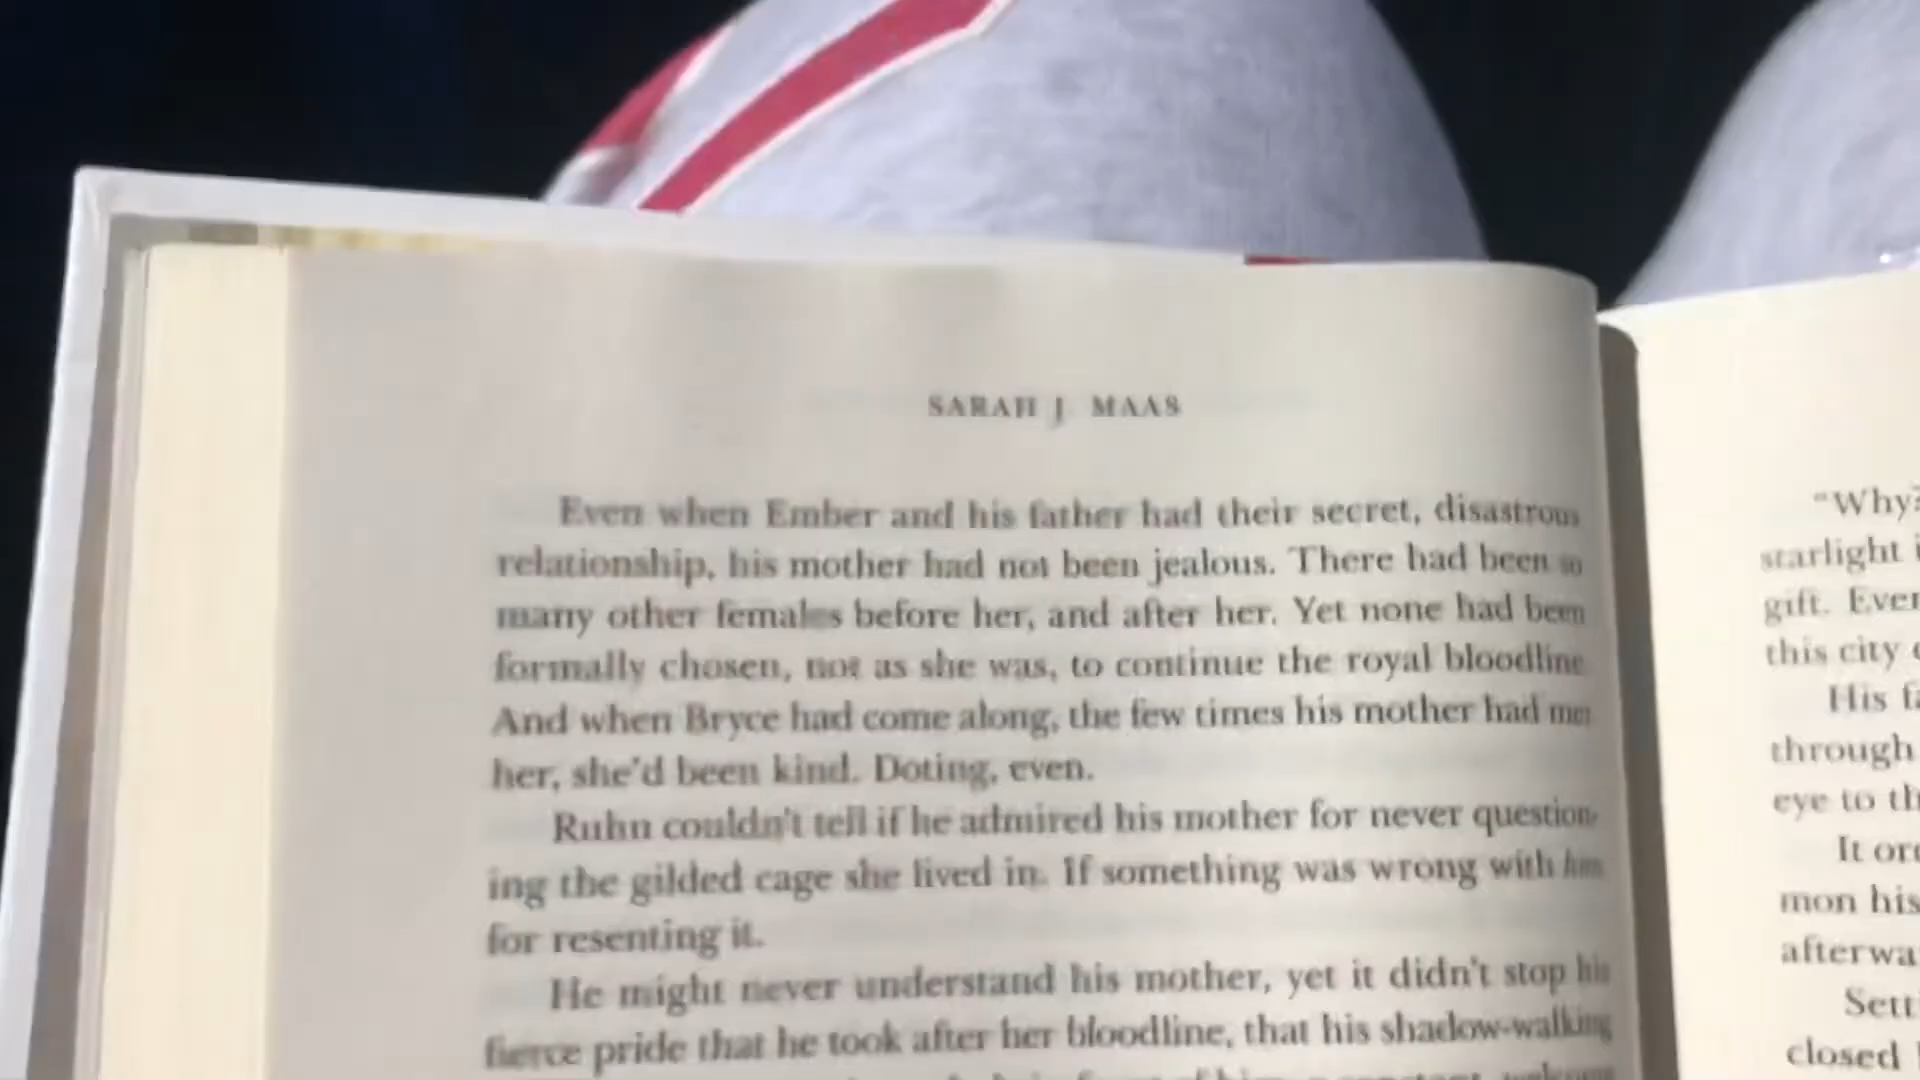 SARAH J. MAAS
Even when Ember and his father had their secret, disastrous
relationship, his mother had not been jealous. There had been so
many other females before her, and after her. Yet none had been
formally chosen, not as she was, to continue the royal bloodline.
And when Bryce had come along, the few times his mother had met
her, she'd been kind. Doting, even.
Ruhn couldn't tell if he admired his mother for never question-
ing the gilded cage she lived in. If something was wrong with him
for resenting it.
He might never understand his mother, yet it didn't stop his
fierce pride that he took after her bloodline, that his shadow-walking
"Why?
starlight
gift. Ever
this city
His
through
eye to
It
mon his
closed